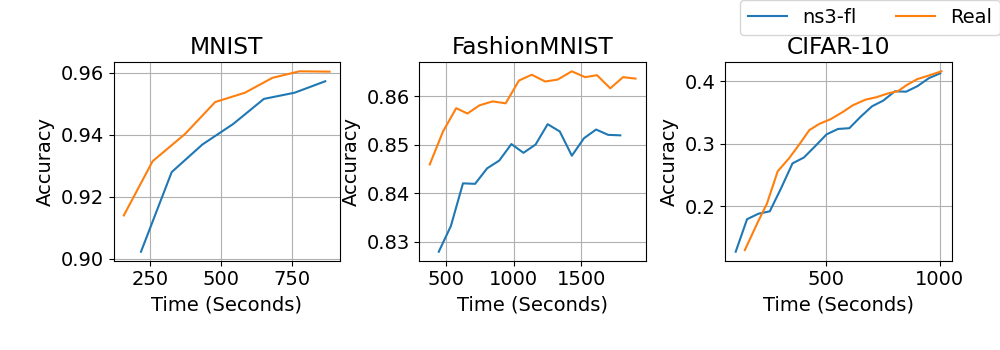 ns3-fl Real
MNIST FashionMNIST CIFAR-10
Accuracy
0.96
0.94
0.92
0.90
250 500 750
Time (Seconds)
Accuracy
0.86
0.85
0.84
0.83
500 1000 1500
Time (Seconds)
Accuracy
0.4
0.3
0.2
500 1000
Time (Seconds)